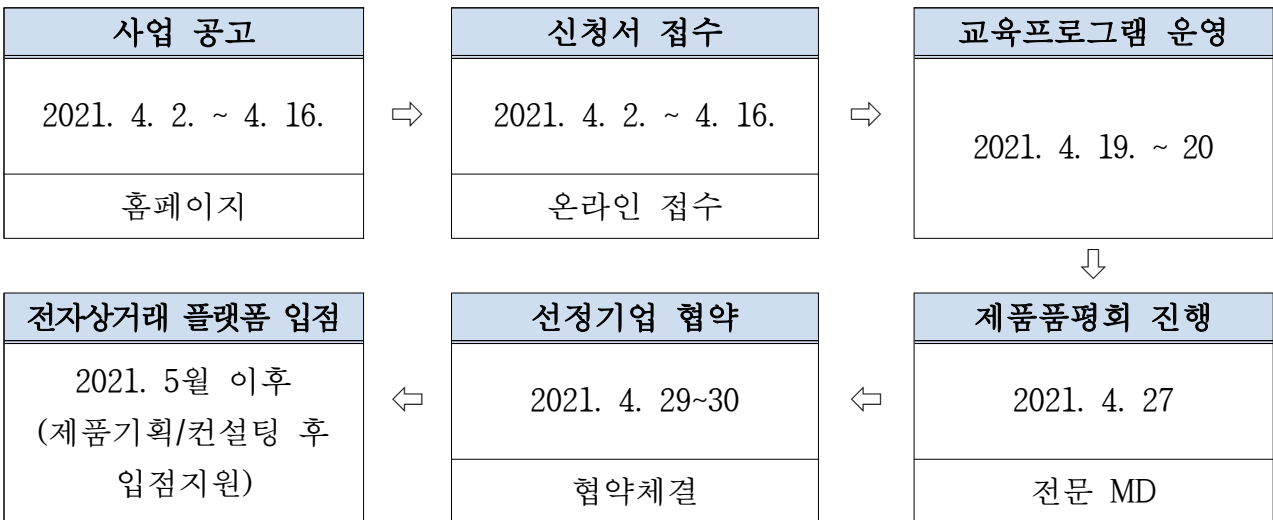 사업 공고
2021. 4. 2. ~ 4. 16.
홈페이지
⇨
신청서 접수
2021. 4. 2. ~ 4. 16.
온라인 접수
⇨
교육프로그램 운영
2021. 4. 19. ~ 20
⇩
제품품평회 진행
2021. 4. 27
전문 MD
⇦
선정기업 협약
2021. 4. 29~30
협약체결
⇦
전자상거래 플랫폼 입점
2021. 5월 이후
(제품기획/컨설팅 후
입점지원)